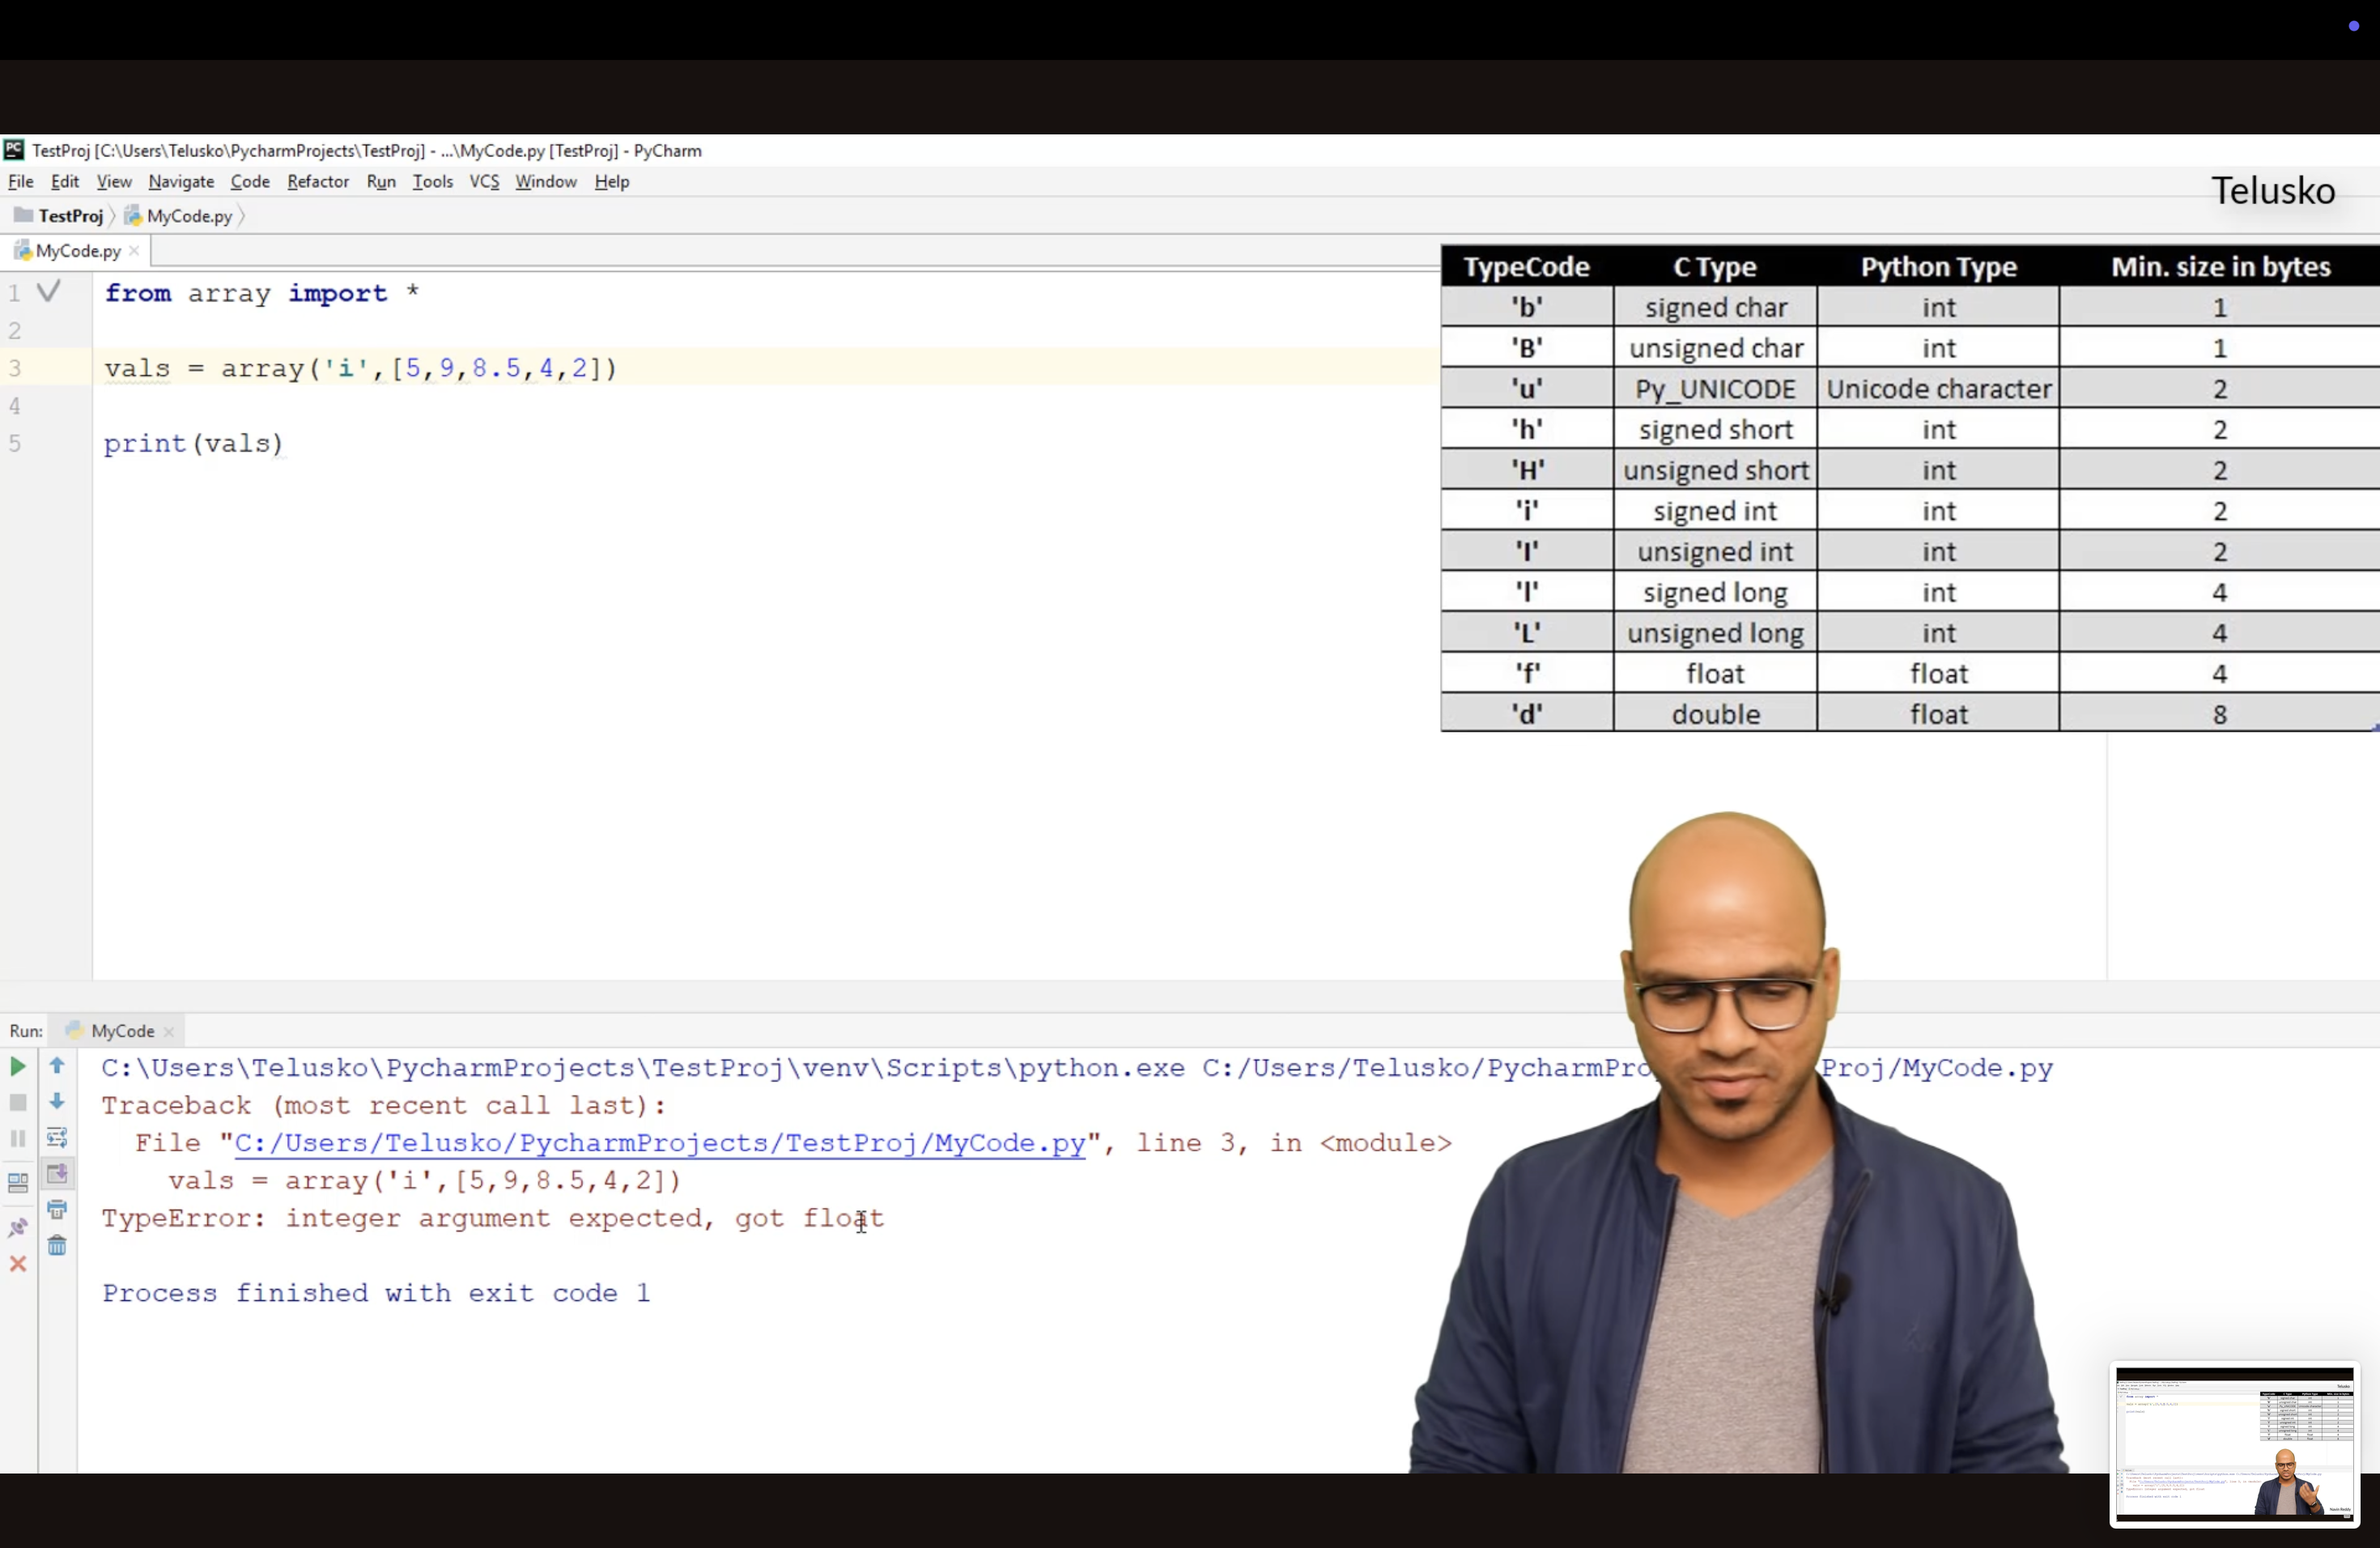 TestProj [C:\Users\Telusko\PycharmProjects\TestProj] - ...\MyCode.py [TestProj] - PyCharm
File Edit View Navigate Code Refactor Run Tools VCS Window Help
Telusko
TestProj MyCode.py
MyCode.py
1 from array import *
2
3 vals = array('i',[5,9,8.5,4,2])
4
5 print(vals)
TypeCode C Type Python Type Min. size in bytes
'b' signed char int 1
'B' unsigned char int 1
'u' Py_UNICODE Unicode character 2
'h' signed short int 2
'H' unsigned short int 2
'i' signed int int 2
'I' unsigned int int 2
'l' signed long int 4
'L' unsigned long int 4
'f' float float 4
'd' double float 8
Run: MyCode
C:\Users\Telusko\PycharmProjects\TestProj\venv\Scripts\python.exe C:/Users/Telusko/PycharmPro Proj/MyCode.py
Traceback (most recent call last):
File "C:/Users/Telusko/PycharmProjects/TestProj/MyCode.py", line 3, in <module>
vals = array('i',[5,9,8.5,4,2])
TypeError: integer argument expected, got float
Process finished with exit code 1